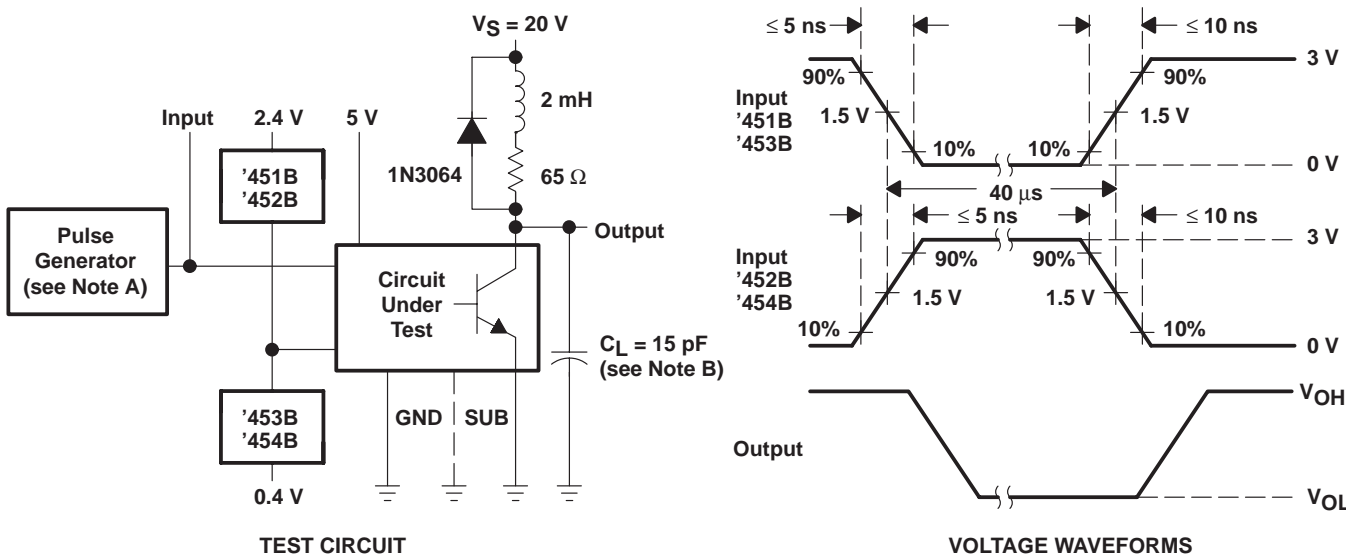 VS = 20 V
2 mH
65 Ω
1N3064
Input
2.4 V
5 V
'451B
'452B
Pulse
Generator
(see Note A)
Circuit
Under
Test
Output
CL = 15 pF
(see Note B)
'453B
'454B
GND
SUB
0.4 V
TEST CIRCUIT
≤ 5 ns
≤ 10 ns
3 V
90%
90%
Input
'451B
'453B
1.5 V
1.5 V
10%
10%
0 V
40 μs
≤ 5 ns
≤ 10 ns
3 V
Input
'452B
'454B
90%
90%
1.5 V
1.5 V
10%
10%
0 V
VOH
Output
VOL
VOLTAGE WAVEFORMS